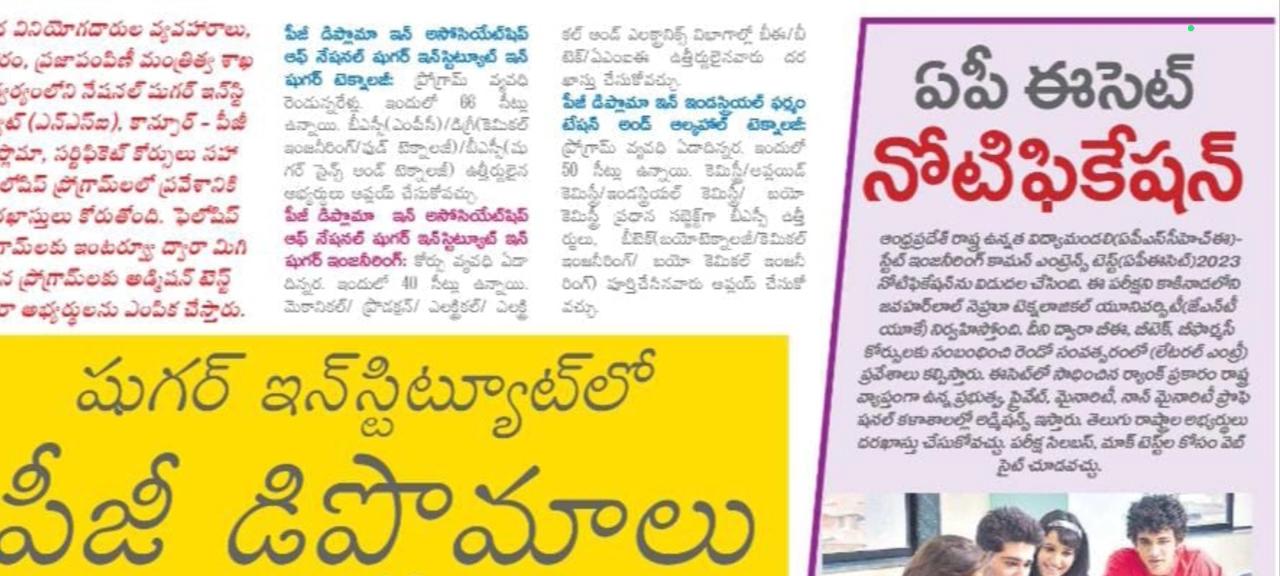 ర వినియోగదారుల వ్యవహారాలు,
రం, ప్రజాపంపిణీ మంత్రిత్వ శాఖ
ర్వర్యంలోని నేషనల్ షుగర్ ఇన్‌స్టి
ట్ (ఎన్ఎస్ఐ), కాన్పూర్ - పీజీ
ప్లొమా, సర్టిఫికెట్ కోర్సులు సహా
లోషిప్ ప్రోగ్రామ్‌లలో ప్రవేశానికి
ఖాస్తులు కోరుతోంది. ఫెలోషిప్
గ్రామ్‌లకు ఇంటర్వ్యూ ద్వారా మిగి
న ప్రోగ్రామ్‌లకు అడ్మిషన్ టెస్ట్
రా అభ్యర్థులను ఎంపిక చేస్తారు.
పీజీ డిప్లొమా ఇన్ అసోసియేట్‌షిప్
ఆఫ్ నేషనల్ షుగర్ ఇన్‌స్టిట్యూట్ ఇన్
షుగర్ టెక్నాలజీ: ప్రోగ్రామ్ వ్యవధి
రెండున్నరేళ్లు. ఇందులో 66 సీట్లు
ఉన్నాయి. బీఎస్సీ(ఎంపీసీ)/డిగ్రీ(కెమికల్
ఇంజనీరింగ్/ఫుడ్ టెక్నాలజీ)/బీఎస్సీ(షు
గర్ సైన్స్ అండ్ టెక్నాలజీ) ఉత్తీర్ణులైన
అభ్యర్థులు అప్లయ్ చేసుకోవచ్చు.
పీజీ డిప్లొమా ఇన్ అసోసియేట్‌షిప్
ఆఫ్ నేషనల్ షుగర్ ఇన్‌స్టిట్యూట్ ఇన్
షుగర్ ఇంజనీరింగ్: కోర్సు వ్యవధి ఏడా
దిన్నర. ఇందులో 40 సీట్లు ఉన్నాయి.
మెకానికల్/ ప్రొడక్షన్/ ఎలక్ట్రికల్/ ఎలక్ట్రి
కల్ అండ్ ఎలక్ట్రానిక్స్ విభాగాల్లో బీఈ/బీ
టెక్/ఏఎంఐఈ ఉత్తీర్ణులైనవారు దర
ఖాస్తు చేసుకోవచ్చు.
పీజీ డిప్లొమా ఇన్ ఇండస్ట్రియల్ ఫర్మం
టేషన్ అండ్ ఆల్కహాల్ టెక్నాలజీ:
ప్రోగ్రామ్ వ్యవధి ఏడాదిన్నర. ఇందులో
50 సీట్లు ఉన్నాయి. కెమిస్ట్రీ/అప్లయిడ్
కెమిస్ట్రీ/ఇండస్ట్రియల్ కెమిస్ట్రీ/ బయో
కెమిస్ట్రీ ప్రధాన సబ్జెక్ట్‌గా బీఎస్సీ ఉత్తీ
ర్ణులు, బీటెక్(బయోటెక్నాలజీ/కెమికల్
ఇంజనీరింగ్/ బయో కెమికల్ ఇంజనీ
రింగ్) పూర్తిచేసినవారు అప్లయ్ చేసుకో
వచ్చు.
షుగర్ ఇన్‌స్టిట్యూట్‌లో
పీజీ డిపొమాలు
ఏపీ ఈసెట్
నోటిఫికేషన్
ఆంధ్రప్రదేశ్ రాష్ట్ర ఉన్నత విద్యామండలి(ఏపీఎస్‌సీహెచ్ఈ)-
స్టేట్ ఇంజనీరింగ్ కామన్ ఎంట్రెన్స్ టెస్ట్(ఏపీఈసెట్)2023
నోటిఫికేషన్‌ను విడుదల చేసింది. ఈ పరీక్షని కాకినాడలోని
జవహర్‌లాల్ నెహ్రూ టెక్నలాజికల్ యూనివర్సిటీ(జేఎన్‌టీ
యూకే) నిర్వహిస్తోంది. దీని ద్వారా బీఈ, బీటెక్, బీఫార్మసీ
కోర్సులకు సంబంధించి రెండో సంవత్సరంలో (లేటరల్ ఎంట్రీ)
ప్రవేశాలు కల్పిస్తారు. ఈసెట్‌లో సాధించిన ర్యాంక్ ప్రకారం రాష్ట్ర
వ్యాప్తంగా ఉన్న ప్రభుత్వ, ప్రైవేట్, మైనారిటీ, నాన్ మైనారిటీ ప్రొఫె
షనల్ కళాశాలల్లో అడ్మిషన్స్ ఇస్తారు. తెలుగు రాష్ట్రాల అభ్యర్థులు
దరఖాస్తు చేసుకోవచ్చు. పరీక్ష సిలబస్, మాక్ టెస్ట్‌ల కోసం వెబ్
సైట్ చూడవచ్చు.